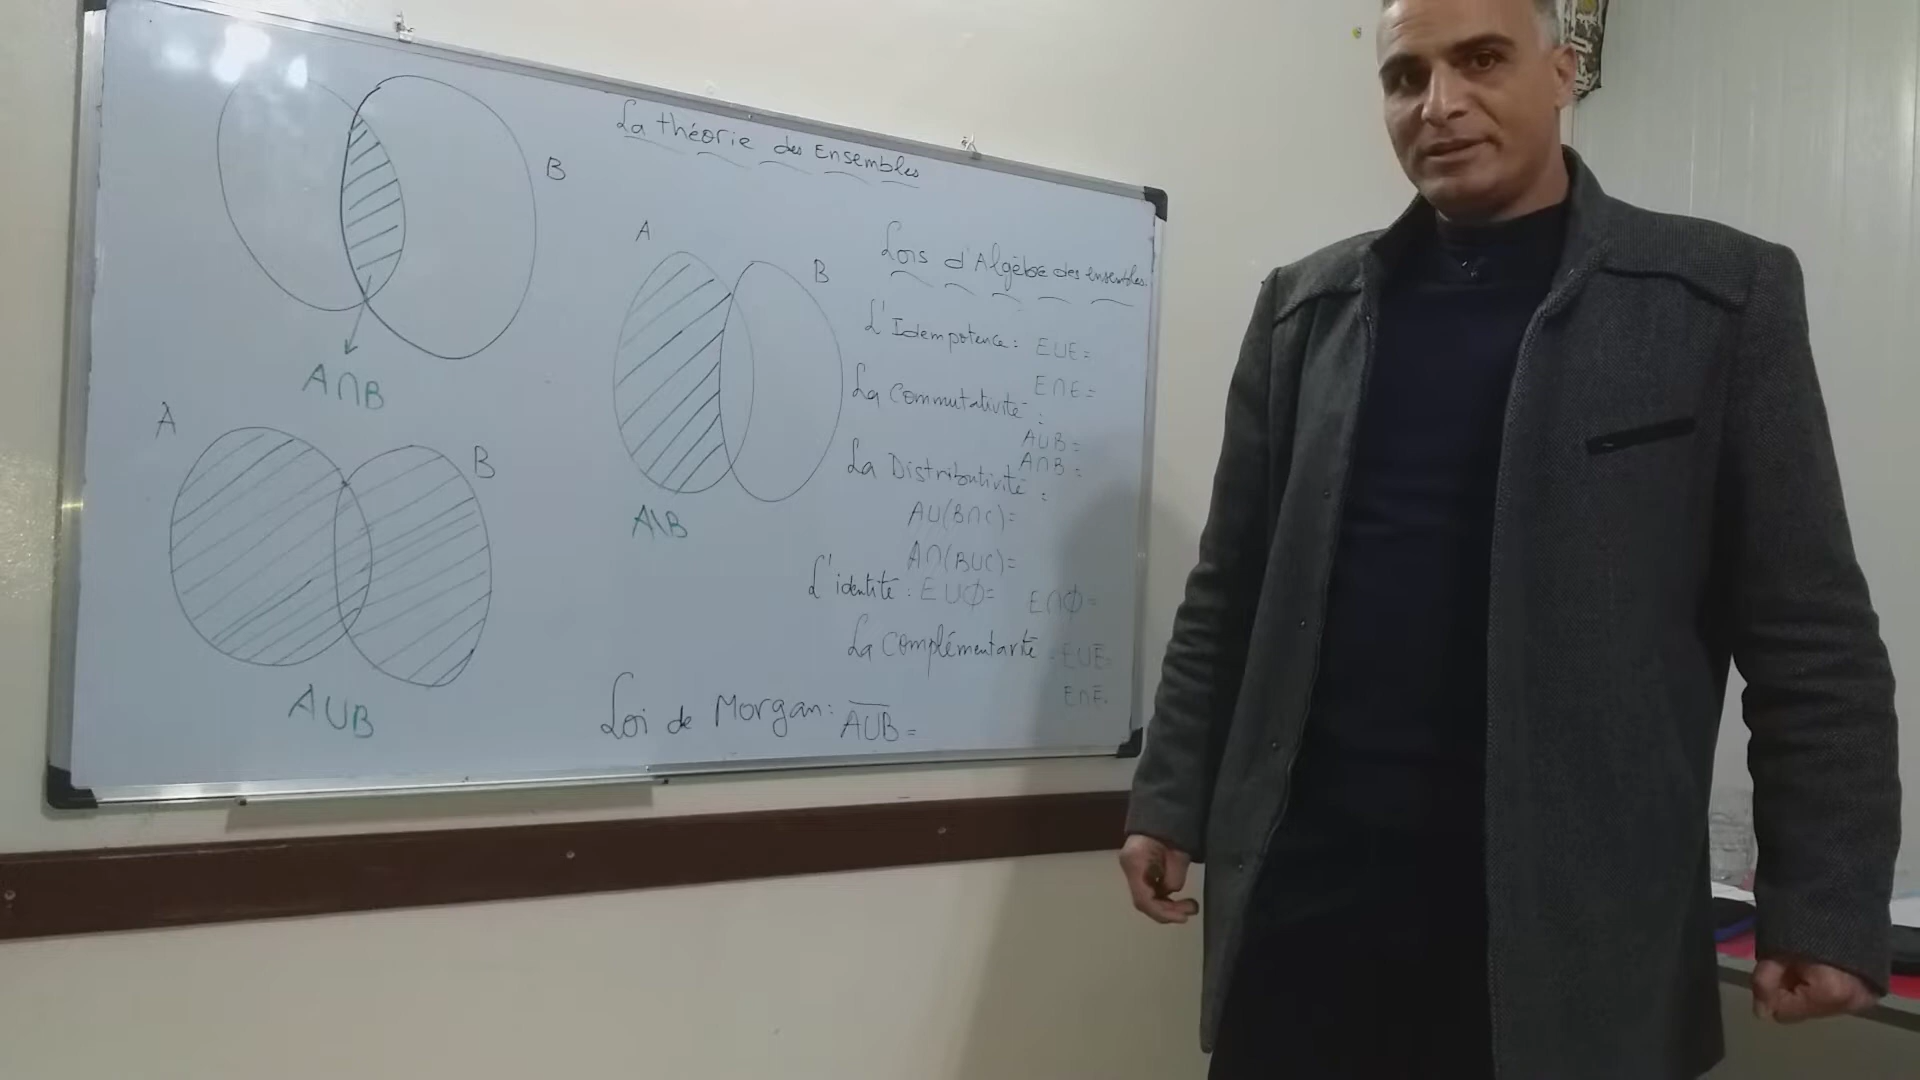 La théorie des Ensembles
B
A∩B
A
B
A∪B
A
B
A\B
Lois d'Algèbre des ensembles
L'Idempotence : E∪E =
E∩E =
La Commutativité :
A∪B =
A∩B =
La Distributivité :
A∪(B∩C)=
A∩(B∪C)=
L'identité : E∪∅= E∩∅=
La Complémentarité : E∪Ē=
E∩Ē=
Loi de Morgan : A̅∪̅B̅ =